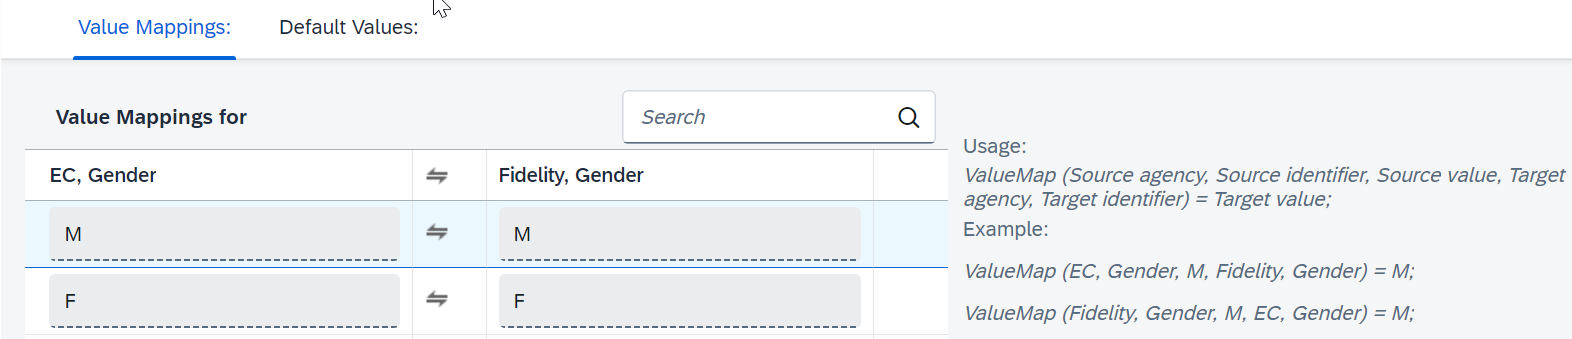 Value Mappings: Default Values:
Value Mappings for
Search
EC, Gender Fidelity, Gender
M M
F F
Usage:
ValueMap (Source agency, Source identifier, Source value, Target
agency, Target identifier) = Target value;
Example:
ValueMap (EC, Gender, M, Fidelity, Gender) = M;
ValueMap (Fidelity, Gender, M, EC, Gender) = M;